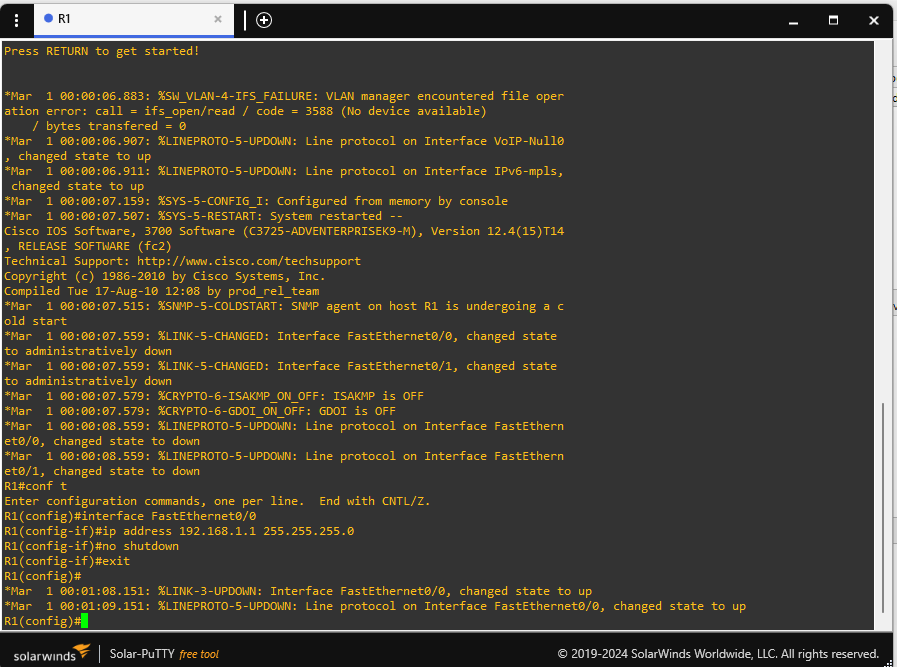 R1
Press RETURN to get started!
*Mar  1 00:00:06.883: %SW_VLAN-4-IFS_FAILURE: VLAN manager encountered file oper
ation error: call = ifs_open/read / code = 3588 (No device available)
    / bytes transfered = 0
*Mar  1 00:00:06.907: %LINEPROTO-5-UPDOWN: Line protocol on Interface VoIP-Null0
, changed state to up
*Mar  1 00:00:06.911: %LINEPROTO-5-UPDOWN: Line protocol on Interface IPv6-mpls,
 changed state to up
*Mar  1 00:00:07.159: %SYS-5-CONFIG_I: Configured from memory by console
*Mar  1 00:00:07.507: %SYS-5-RESTART: System restarted --
Cisco IOS Software, 3700 Software (C3725-ADVENTERPRISEK9-M), Version 12.4(15)T14
, RELEASE SOFTWARE (fc2)
Technical Support: http://www.cisco.com/techsupport
Copyright (c) 1986-2010 by Cisco Systems, Inc.
Compiled Tue 17-Aug-10 12:08 by prod_rel_team
*Mar  1 00:00:07.515: %SNMP-5-COLDSTART: SNMP agent on host R1 is undergoing a c
old start
*Mar  1 00:00:07.559: %LINK-5-CHANGED: Interface FastEthernet0/0, changed state
to administratively down
*Mar  1 00:00:07.559: %LINK-5-CHANGED: Interface FastEthernet0/1, changed state
to administratively down
*Mar  1 00:00:07.579: %CRYPTO-6-ISAKMP_ON_OFF: ISAKMP is OFF
*Mar  1 00:00:07.579: %CRYPTO-6-GDOI_ON_OFF: GDOI is OFF
*Mar  1 00:00:08.559: %LINEPROTO-5-UPDOWN: Line protocol on Interface FastEthern
et0/0, changed state to down
*Mar  1 00:00:08.559: %LINEPROTO-5-UPDOWN: Line protocol on Interface FastEthern
et0/1, changed state to down
R1#conf t
Enter configuration commands, one per line.  End with CNTL/Z.
R1(config)#interface FastEthernet0/0
R1(config-if)#ip address 192.168.1.1 255.255.255.0
R1(config-if)#no shutdown
R1(config-if)#exit
R1(config)#
*Mar  1 00:01:08.151: %LINK-3-UPDOWN: Interface FastEthernet0/0, changed state to up
*Mar  1 00:01:09.151: %LINEPROTO-5-UPDOWN: Line protocol on Interface FastEthernet0/0, changed state to up
R1(config)#
solarwinds Solar-PuTTY free tool © 2019-2024 SolarWinds Worldwide, LLC. All rights reserved.